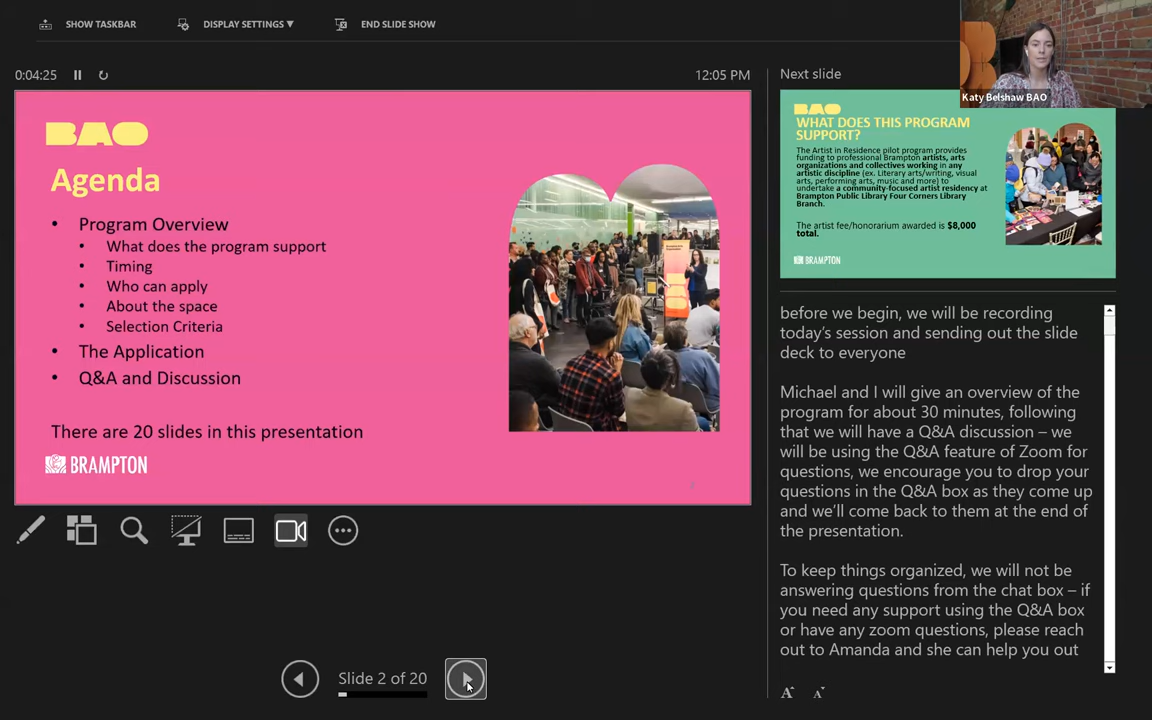 SHOW TASKBAR
DISPLAY SETTINGS ▼
END SLIDE SHOW
0:04:25
12:05 PM
BAO
Agenda
• Program Overview
• What does the program support
• Timing
• Who can apply
• About the space
• Selection Criteria
• The Application
• Q&A and Discussion
There are 20 slides in this presentation
BRAMPTON
Slide 2 of 20
Next slide
Katy Belshaw BAO
BAO
WHAT DOES THIS PROGRAM
SUPPORT?
The Artist in Residence pilot program provides
funding to professional Brampton artists, arts
organizations and collectives working in any
artistic discipline (ex. Literary arts/writing, visual
arts, performing arts, music and more) to
undertake a community-focused artist residency at
Brampton Public Library Four Corners Library
Branch.
The artist fee/honorarium awarded is $8,000
total.
BRAMPTON
before we begin, we will be recording
today's session and sending out the slide
deck to everyone
Michael and I will give an overview of the
program for about 30 minutes, following
that we will have a Q&A discussion – we
will be using the Q&A feature of Zoom for
questions, we encourage you to drop your
questions in the Q&A box as they come up
and we'll come back to them at the end of
the presentation.
To keep things organized, we will not be
answering questions from the chat box – if
you need any support using the Q&A box
or have any zoom questions, please reach
out to Amanda and she can help you out
A A